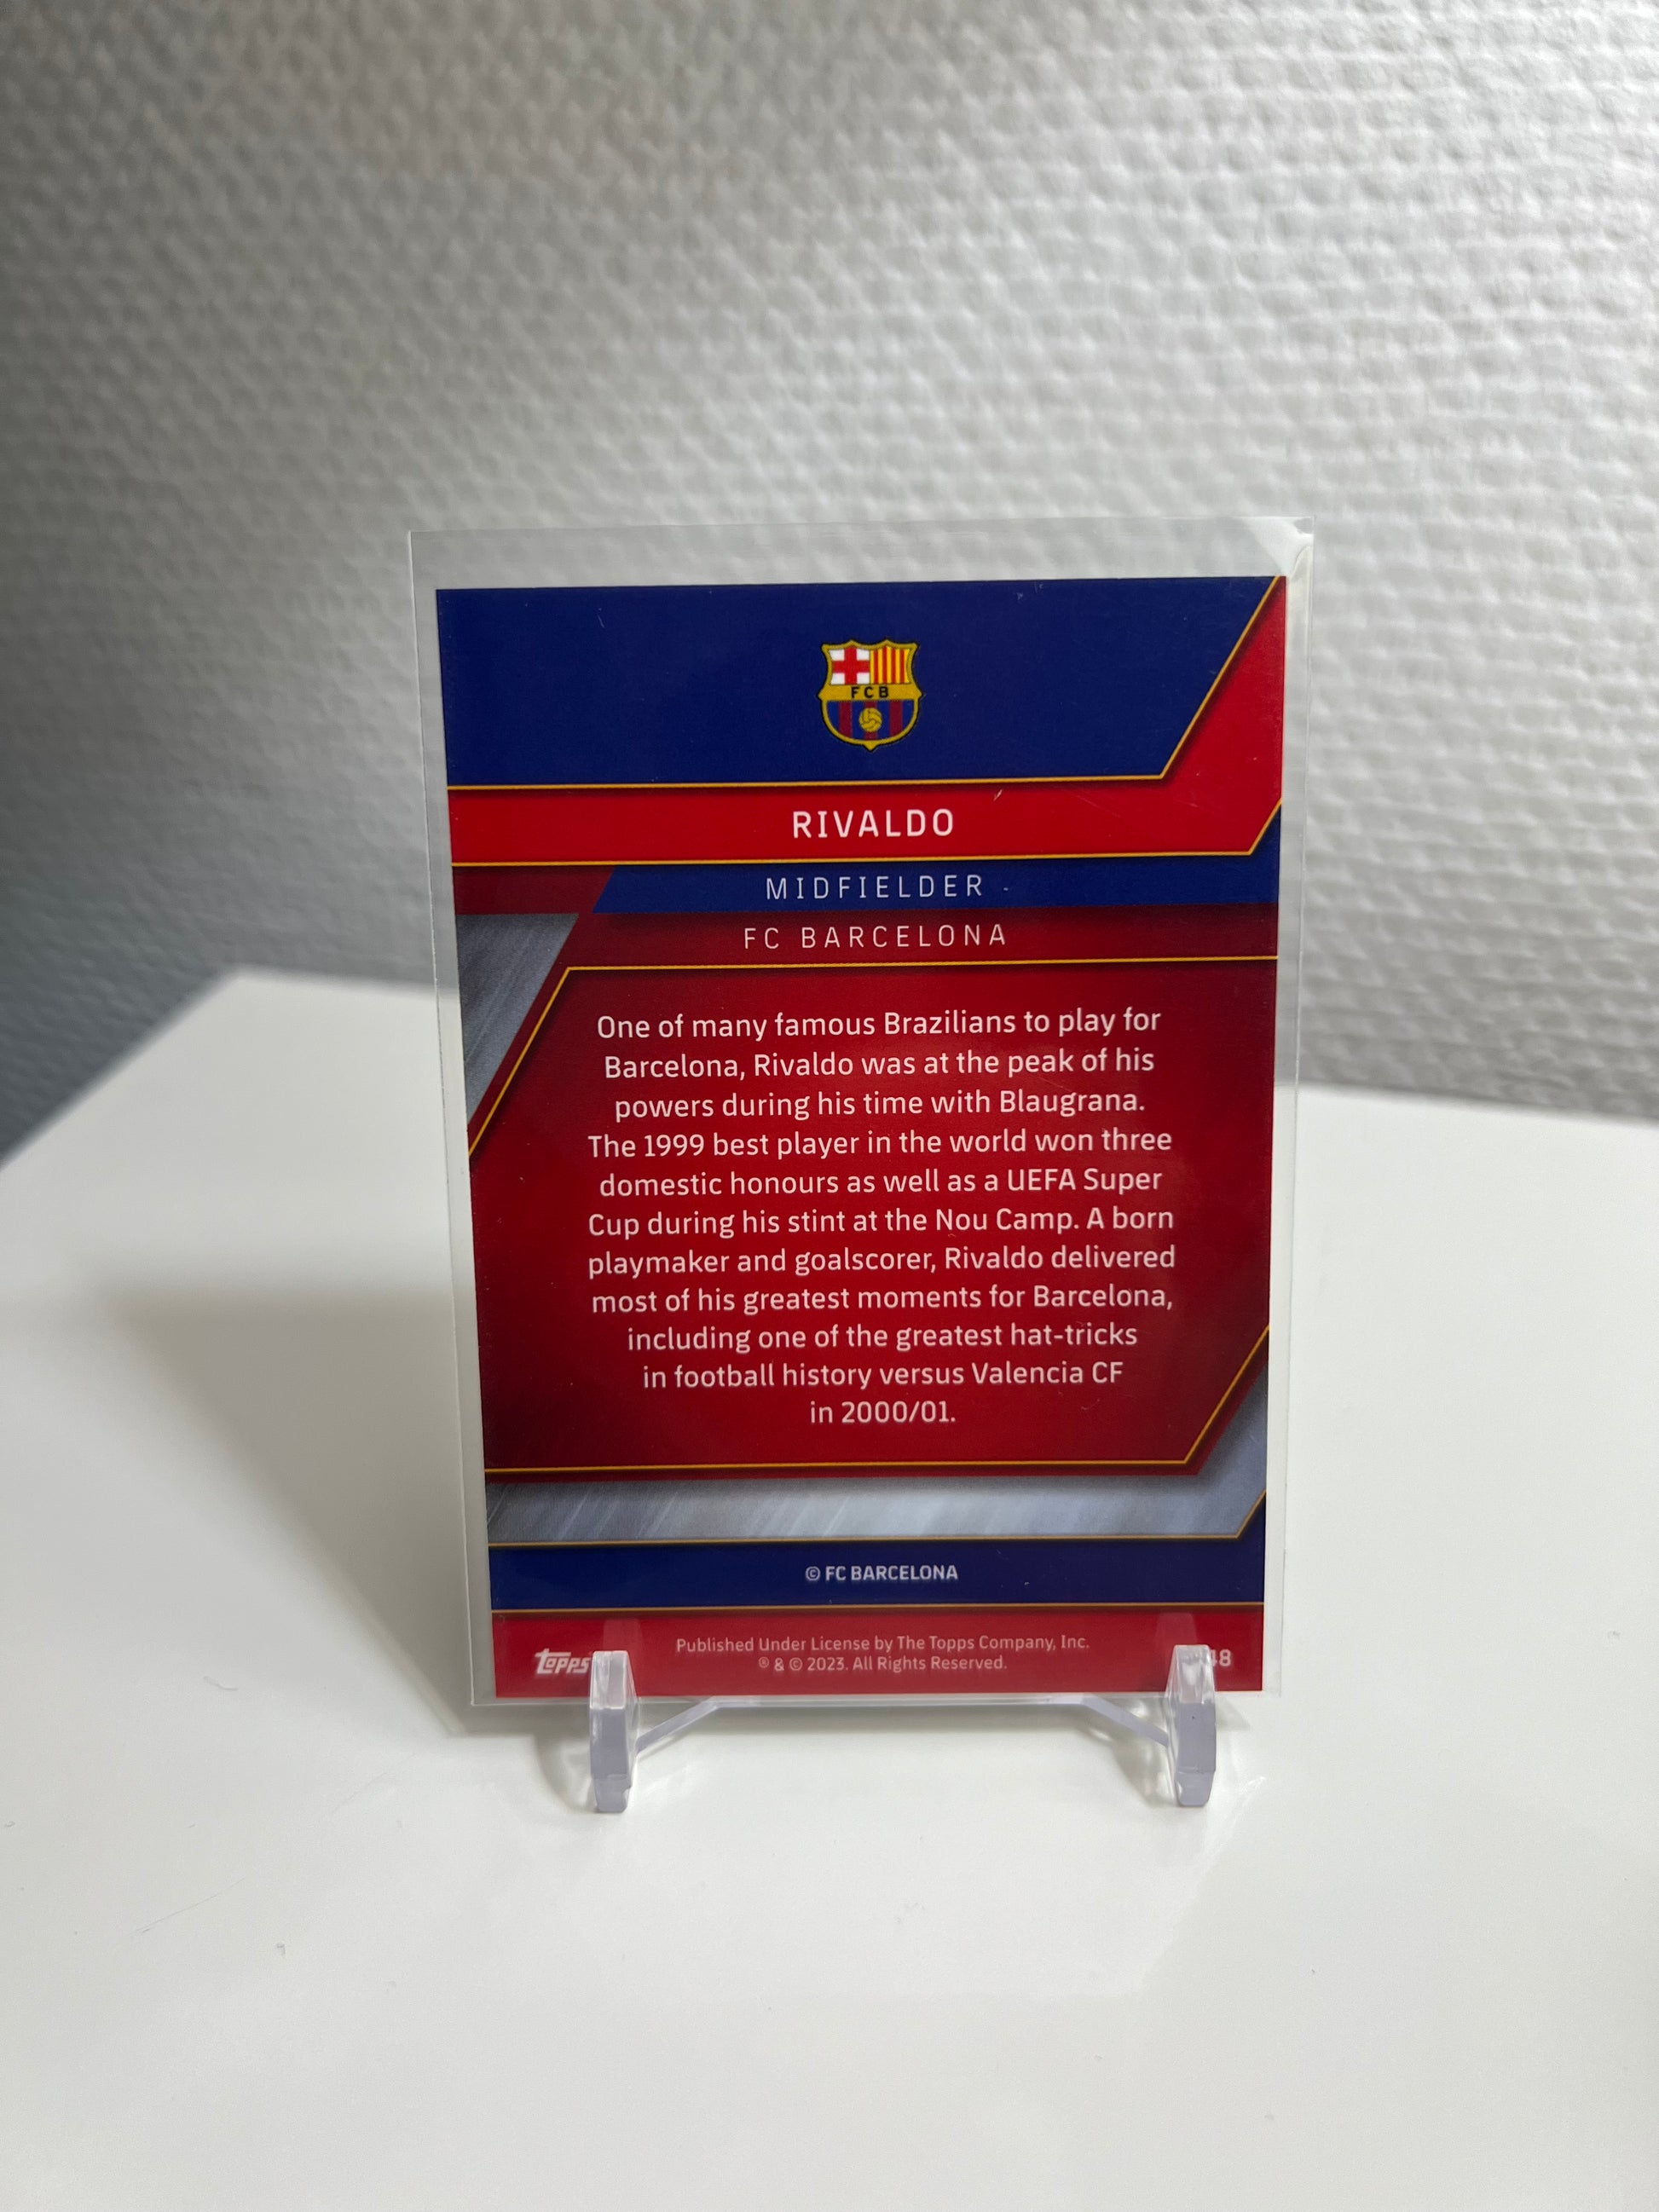 FCB
RIVALDO
MIDFIELDER
FC BARCELONA
One of many famous Brazilians to play for
Barcelona, Rivaldo was at the peak of his
powers during his time with Blaugrana.
The 1999 best player in the world won three
domestic honours as well as a UEFA Super
Cup during his stint at the Nou Camp. A born
playmaker and goalscorer, Rivaldo delivered
most of his greatest moments for Barcelona,
including one of the greatest hat-tricks
in football history versus Valencia CF
in 2000/01.
© FC BARCELONA
Published Under License by The Topps Company, Inc.
® & © 2023. All Rights Reserved.
Topps